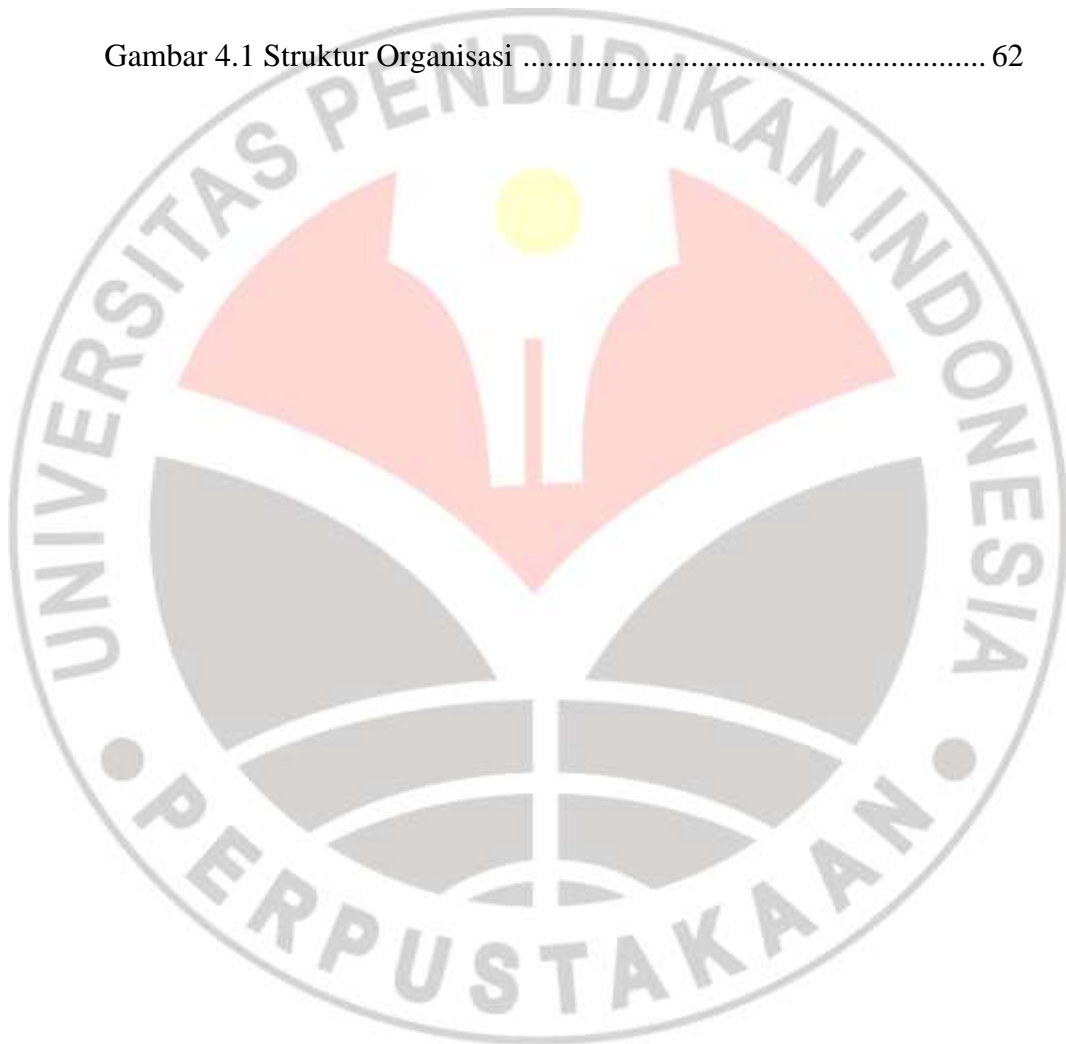 Gambar 4.1 Struktur Organisasi ........................................................ 62
UNIVERSITAS PENDIDIKAN INDONESIA
PERPUSTAKAAN